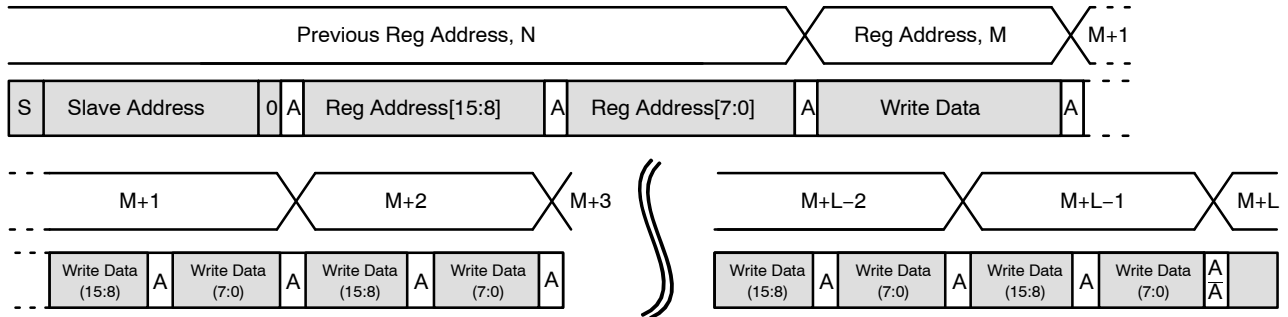 Previous Reg Address, N
Reg Address, M
M+1
S
Slave Address
0
A
Reg Address[15:8]
A
Reg Address[7:0]
A
Write Data
A
M+1
M+2
M+3
M+L−2
M+L−1
M+L
Write Data
(15:8)
A
Write Data
(7:0)
A
Write Data
(15:8)
A
Write Data
(7:0)
A
Write Data
(15:8)
A
Write Data
(7:0)
A
Write Data
(15:8)
A
Write Data
(7:0)
A
A̅